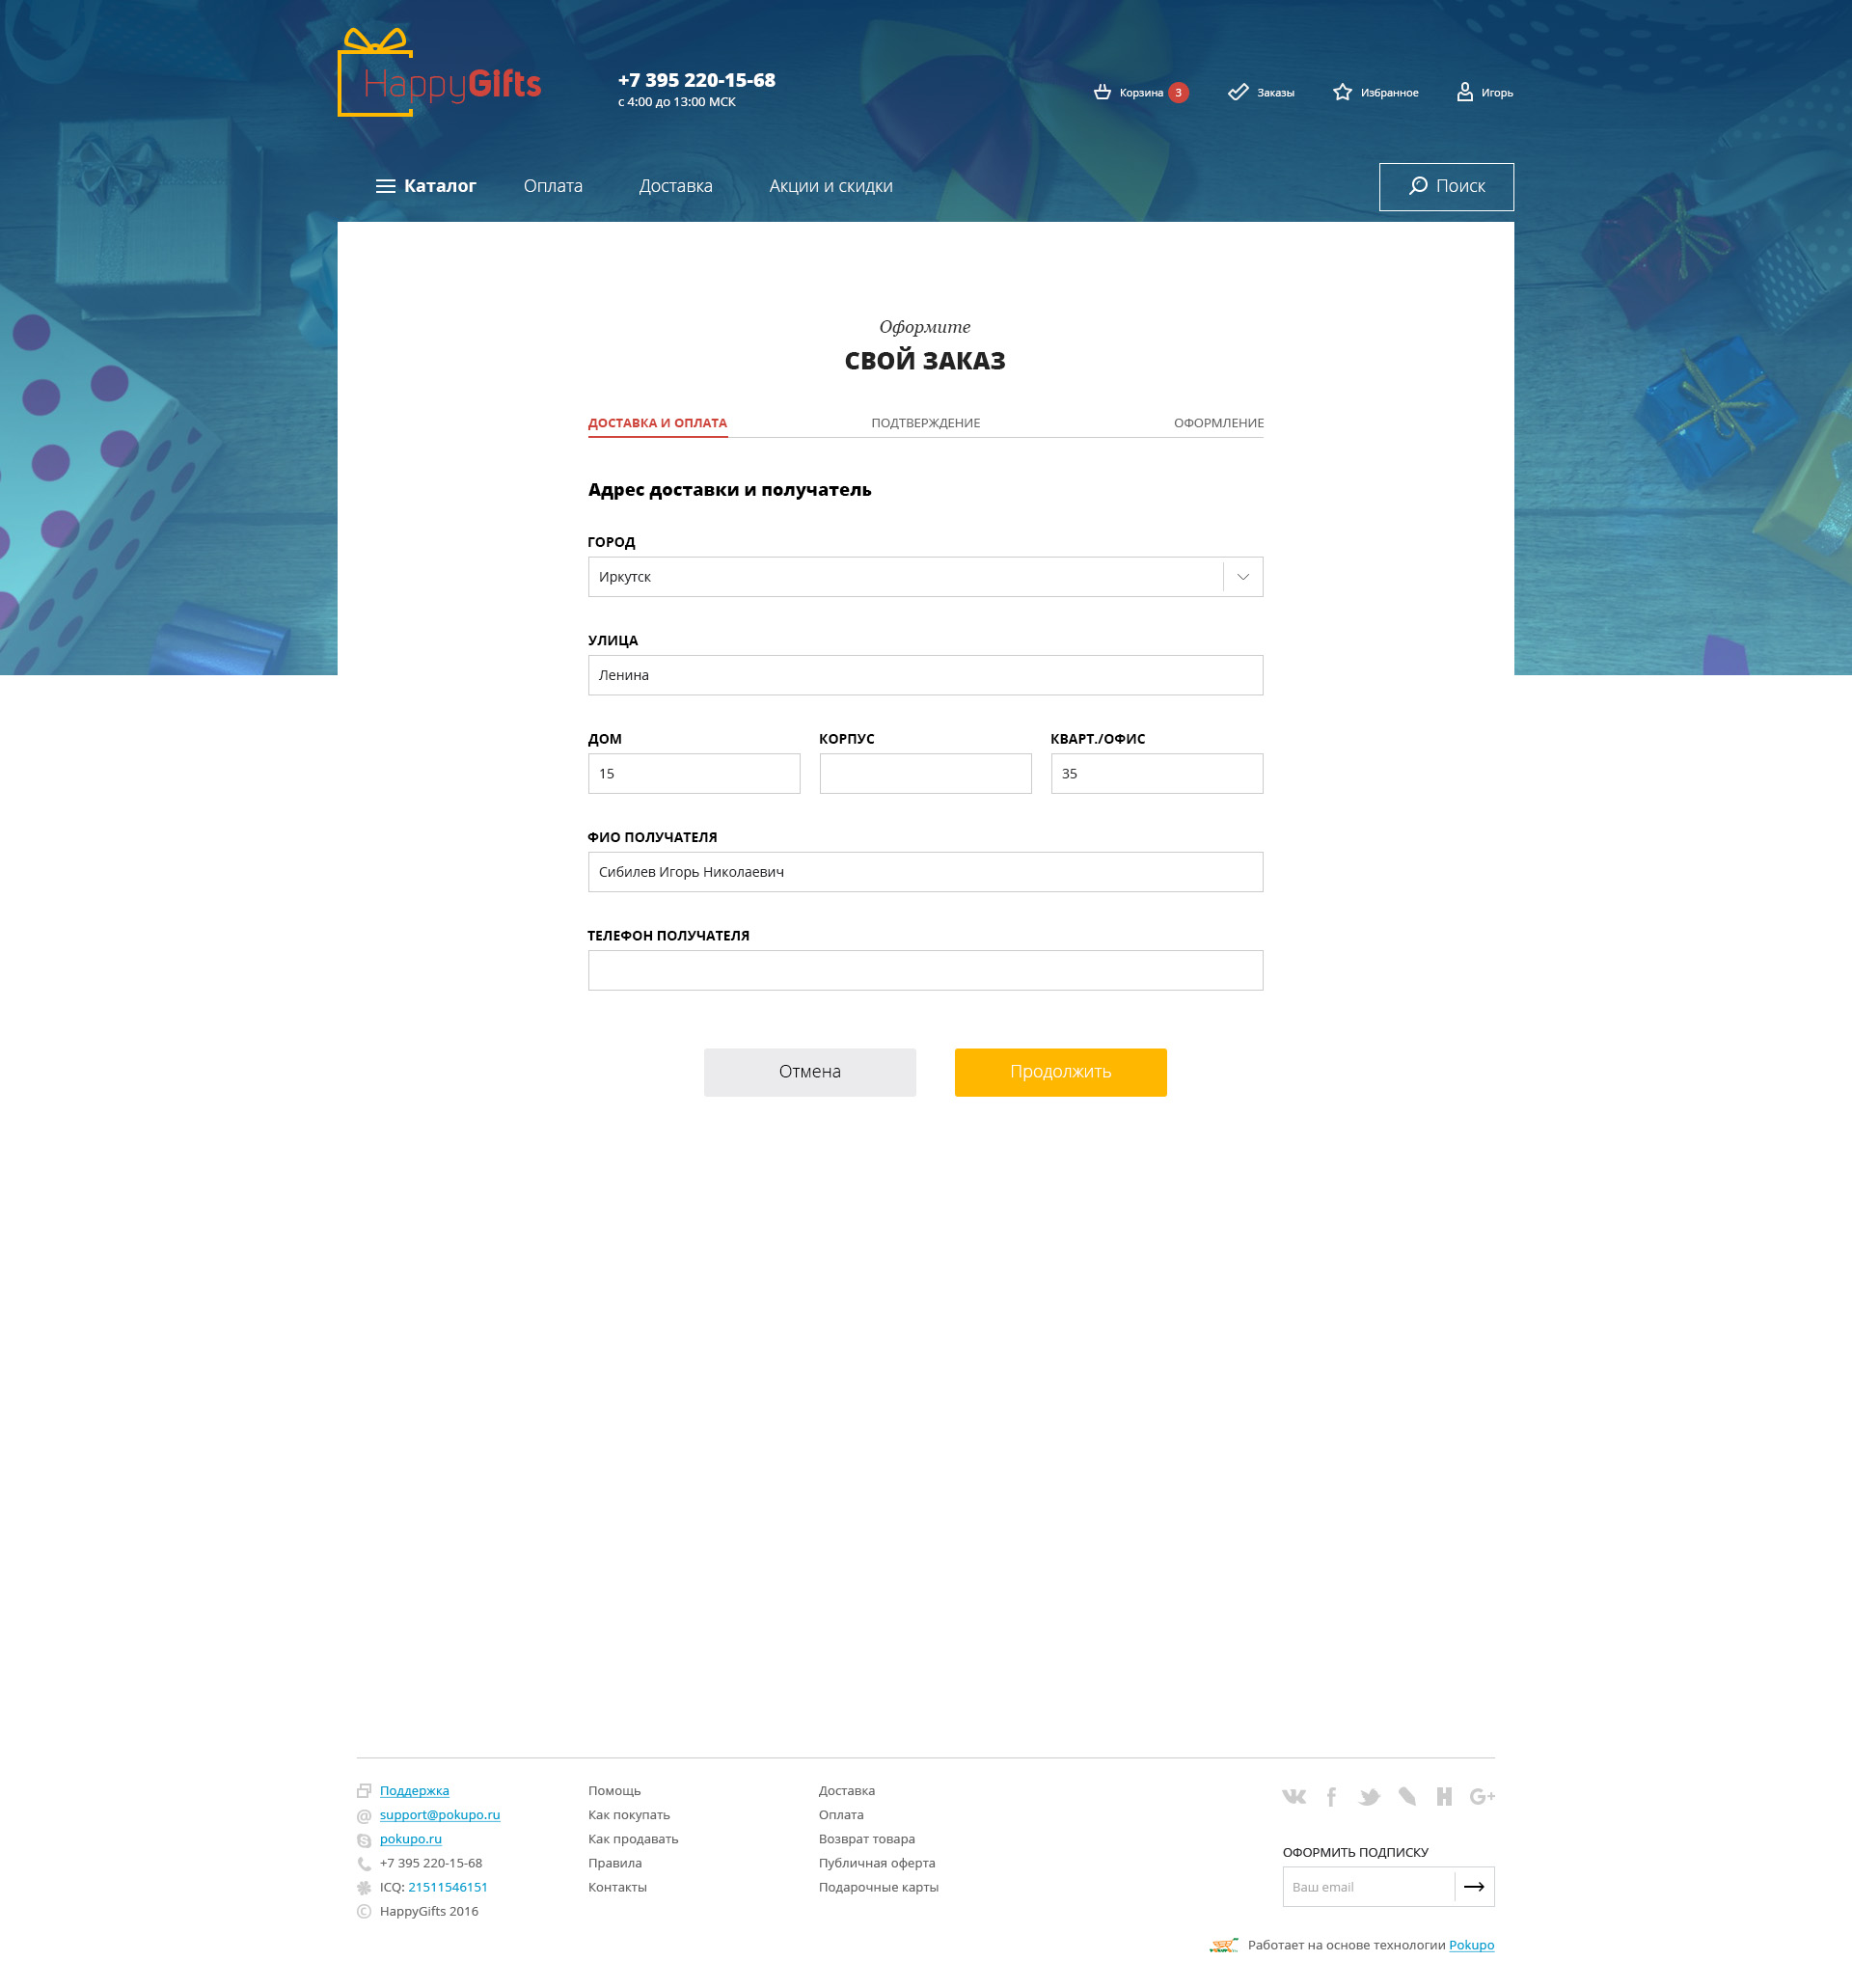 HappyGifts
+7 395 220-15-68
с 4:00 до 13:00 МСК
Корзина 3 Заказы Избранное Игорь
Каталог Оплата Доставка Акции и скидки Поиск
Оформите
СВОЙ ЗАКАЗ
ДОСТАВКА И ОПЛАТА ПОДТВЕРЖДЕНИЕ ОФОРМЛЕНИЕ
Адрес доставки и получатель
ГОРОД
Иркутск
УЛИЦА
Ленина
ДОМ КОРПУС КВАРТ./ОФИС
15 35
ФИО ПОЛУЧАТЕЛЯ
Сибилев Игорь Николаевич
ТЕЛЕФОН ПОЛУЧАТЕЛЯ
Отмена Продолжить
Поддержка
support@pokupo.ru
pokupo.ru
+7 395 220-15-68
ICQ: 21511546151
© HappyGifts 2016
Помощь
Как покупать
Как продавать
Правила
Контакты
Доставка
Оплата
Возврат товара
Публичная оферта
Подарочные карты
ОФОРМИТЬ ПОДПИСКУ
Ваш email
Работает на основе технологии Pokupo